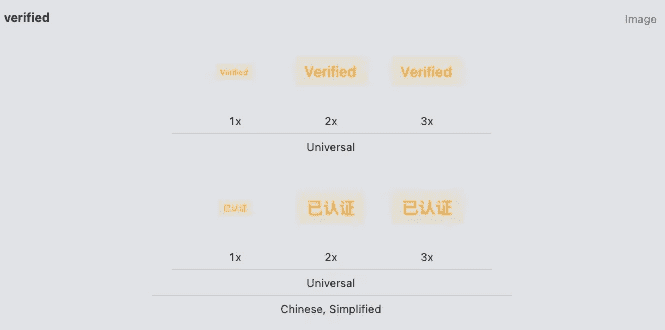 verified
Image
Verified Verified Verified
1x 2x 3x
Universal
已认证 已认证 已认证
1x 2x 3x
Universal
Chinese, Simplified